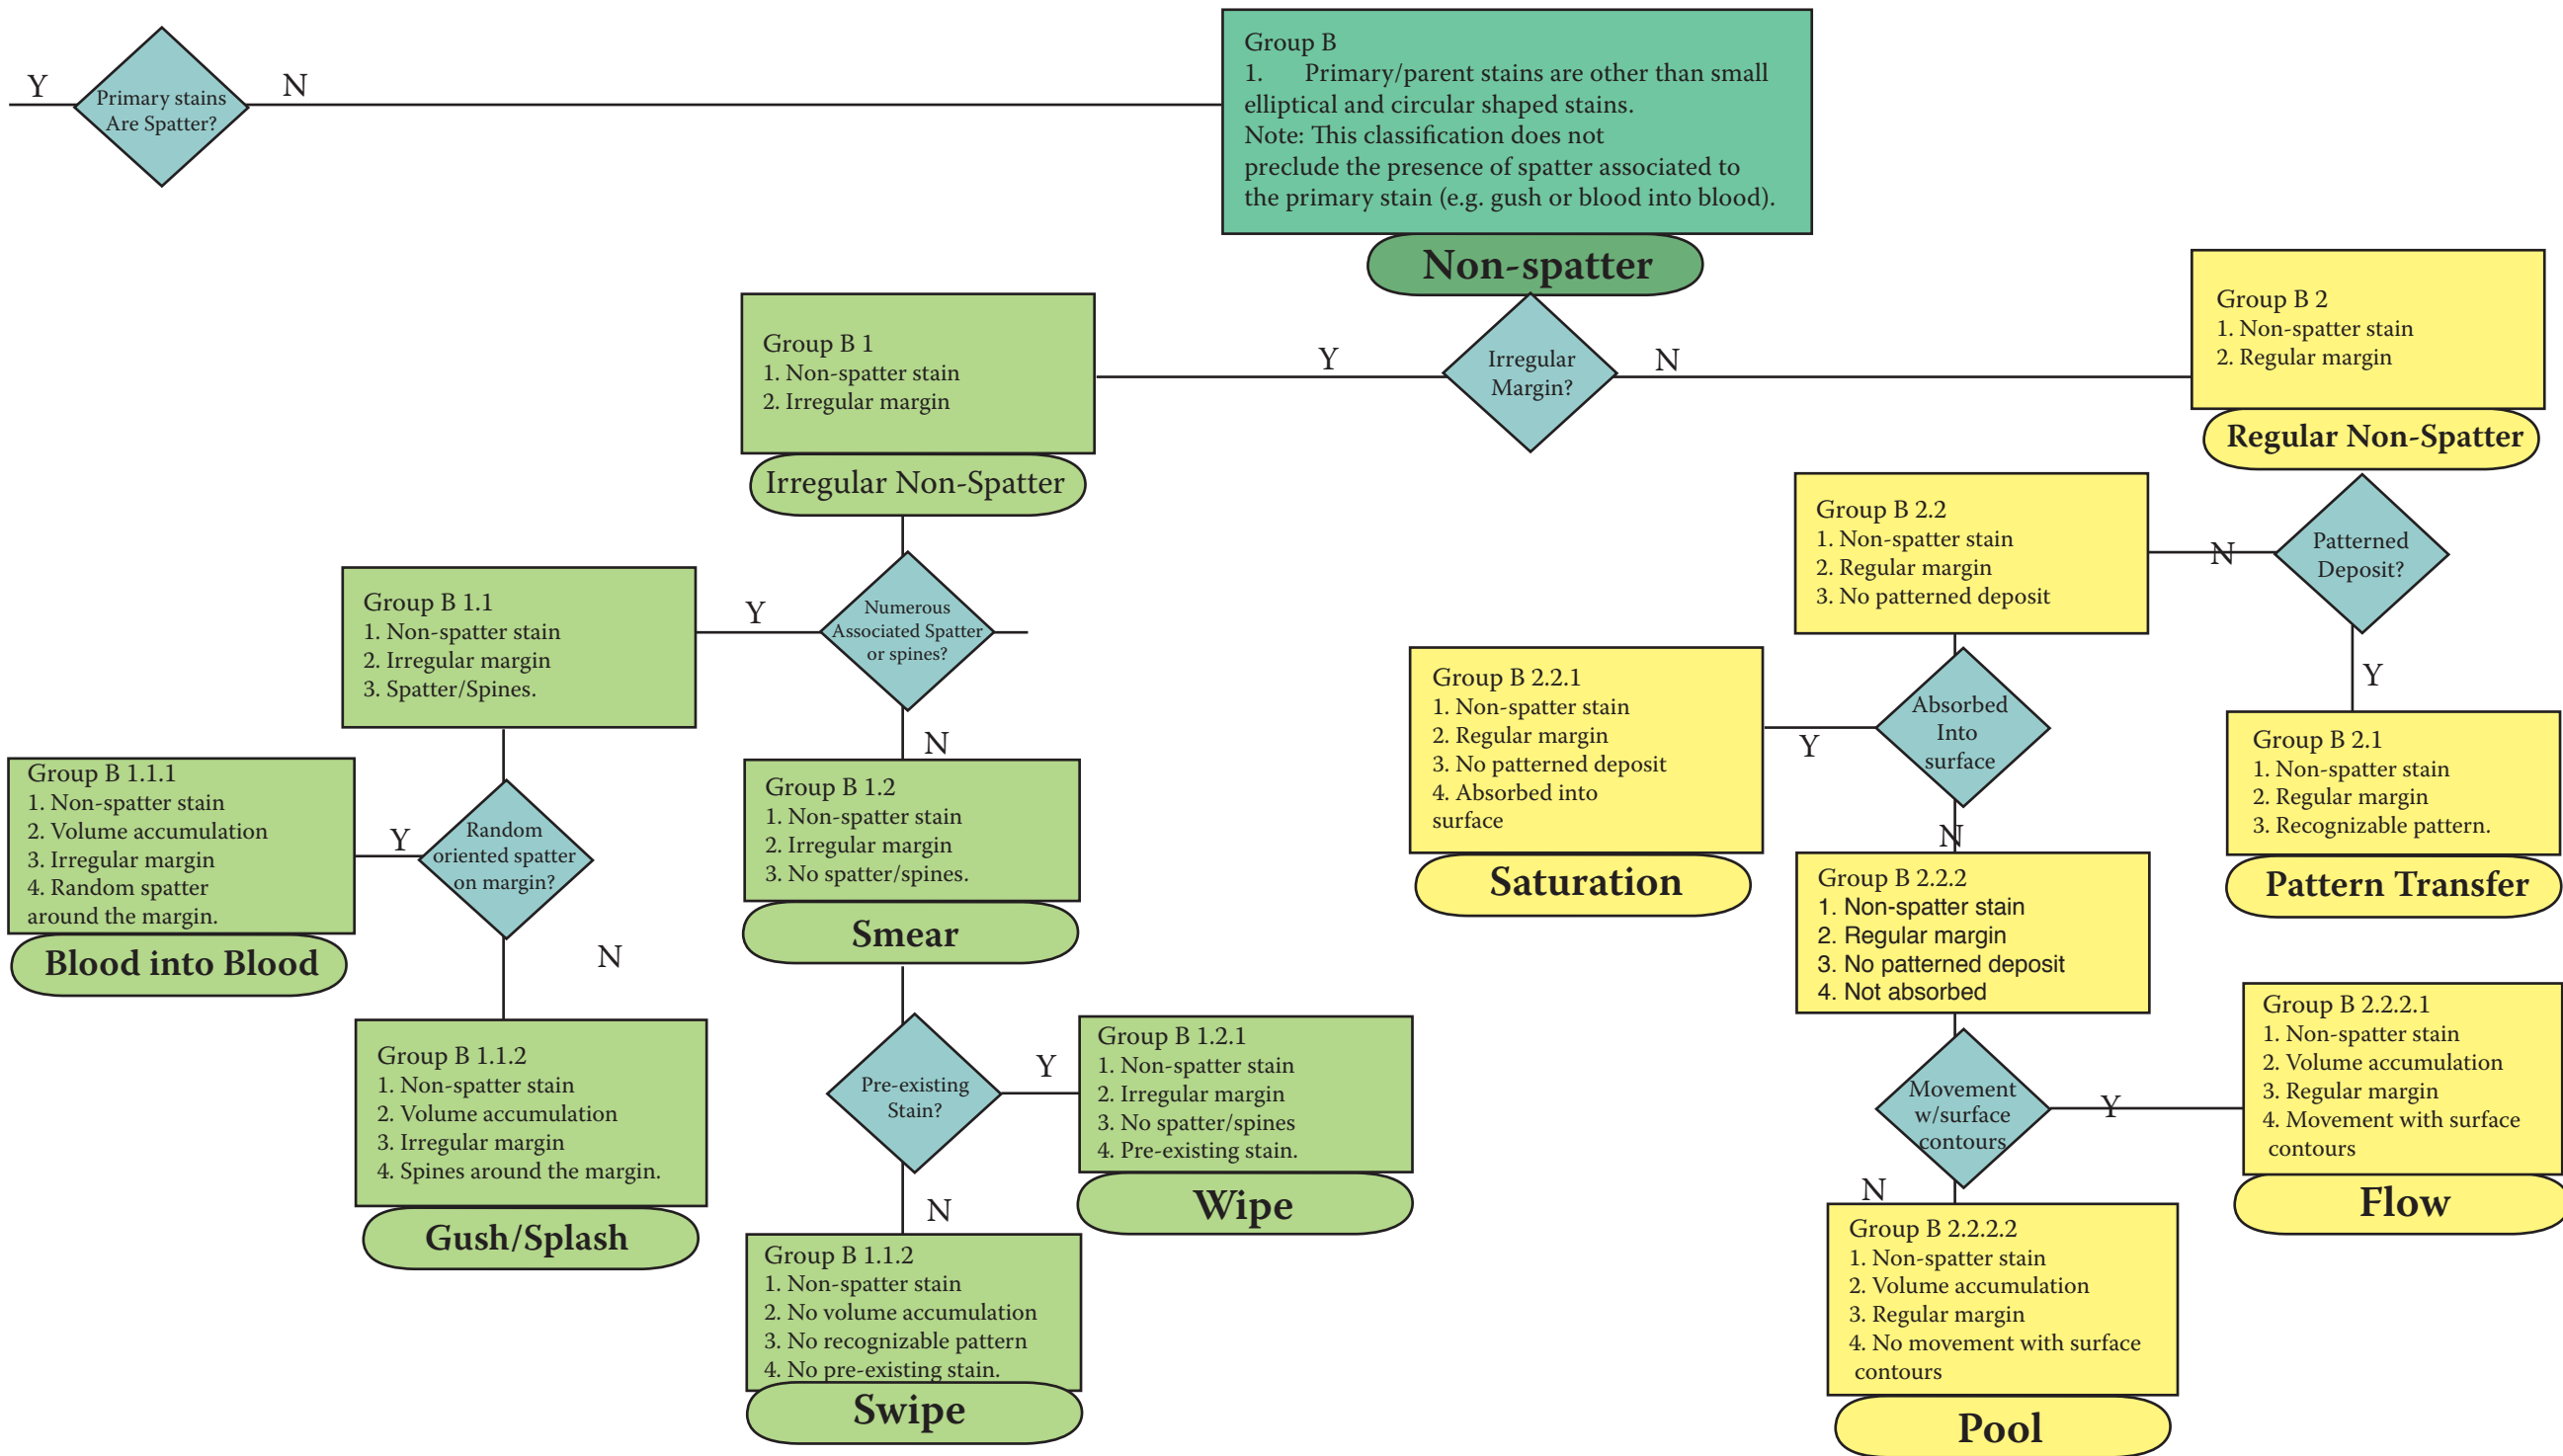 Y
Primary stains
Are Spatter?
N
Group B
1. Primary/parent stains are other than small
elliptical and circular shaped stains.
Note: This classification does not
preclude the presence of spatter associated to
the primary stain (e.g. gush or blood into blood).
Non-spatter
Irregular
Margin?
Y
N
Group B 1
1. Non-spatter stain
2. Irregular margin
Irregular Non-Spatter
Group B 2
1. Non-spatter stain
2. Regular margin
Regular Non-Spatter
Numerous
Associated Spatter
or spines?
Y
N
Group B 1.1
1. Non-spatter stain
2. Irregular margin
3. Spatter/Spines.
Random
oriented spatter
on margin?
Y
N
Group B 1.1.1
1. Non-spatter stain
2. Volume accumulation
3. Irregular margin
4. Random spatter
around the margin.
Blood into Blood
Group B 1.1.2
1. Non-spatter stain
2. Volume accumulation
3. Irregular margin
4. Spines around the margin.
Gush/Splash
Group B 1.2
1. Non-spatter stain
2. Irregular margin
3. No spatter/spines.
Smear
Pre-existing
Stain?
Y
N
Group B 1.2.1
1. Non-spatter stain
2. Irregular margin
3. No spatter/spines
4. Pre-existing stain.
Wipe
Group B 1.1.2
1. Non-spatter stain
2. No volume accumulation
3. No recognizable pattern
4. No pre-existing stain.
Swipe
Patterned
Deposit?
N
Y
Group B 2.2
1. Non-spatter stain
2. Regular margin
3. No patterned deposit
Group B 2.1
1. Non-spatter stain
2. Regular margin
3. Recognizable pattern.
Pattern Transfer
Absorbed
Into
surface
Y
N
Group B 2.2.1
1. Non-spatter stain
2. Regular margin
3. No patterned deposit
4. Absorbed into
surface
Saturation
Group B 2.2.2
1. Non-spatter stain
2. Regular margin
3. No patterned deposit
4. Not absorbed
Movement
w/surface
contours
Y
N
Group B 2.2.2.1
1. Non-spatter stain
2. Volume accumulation
3. Regular margin
4. Movement with surface
contours
Flow
Group B 2.2.2.2
1. Non-spatter stain
2. Volume accumulation
3. Regular margin
4. No movement with surface
contours
Pool